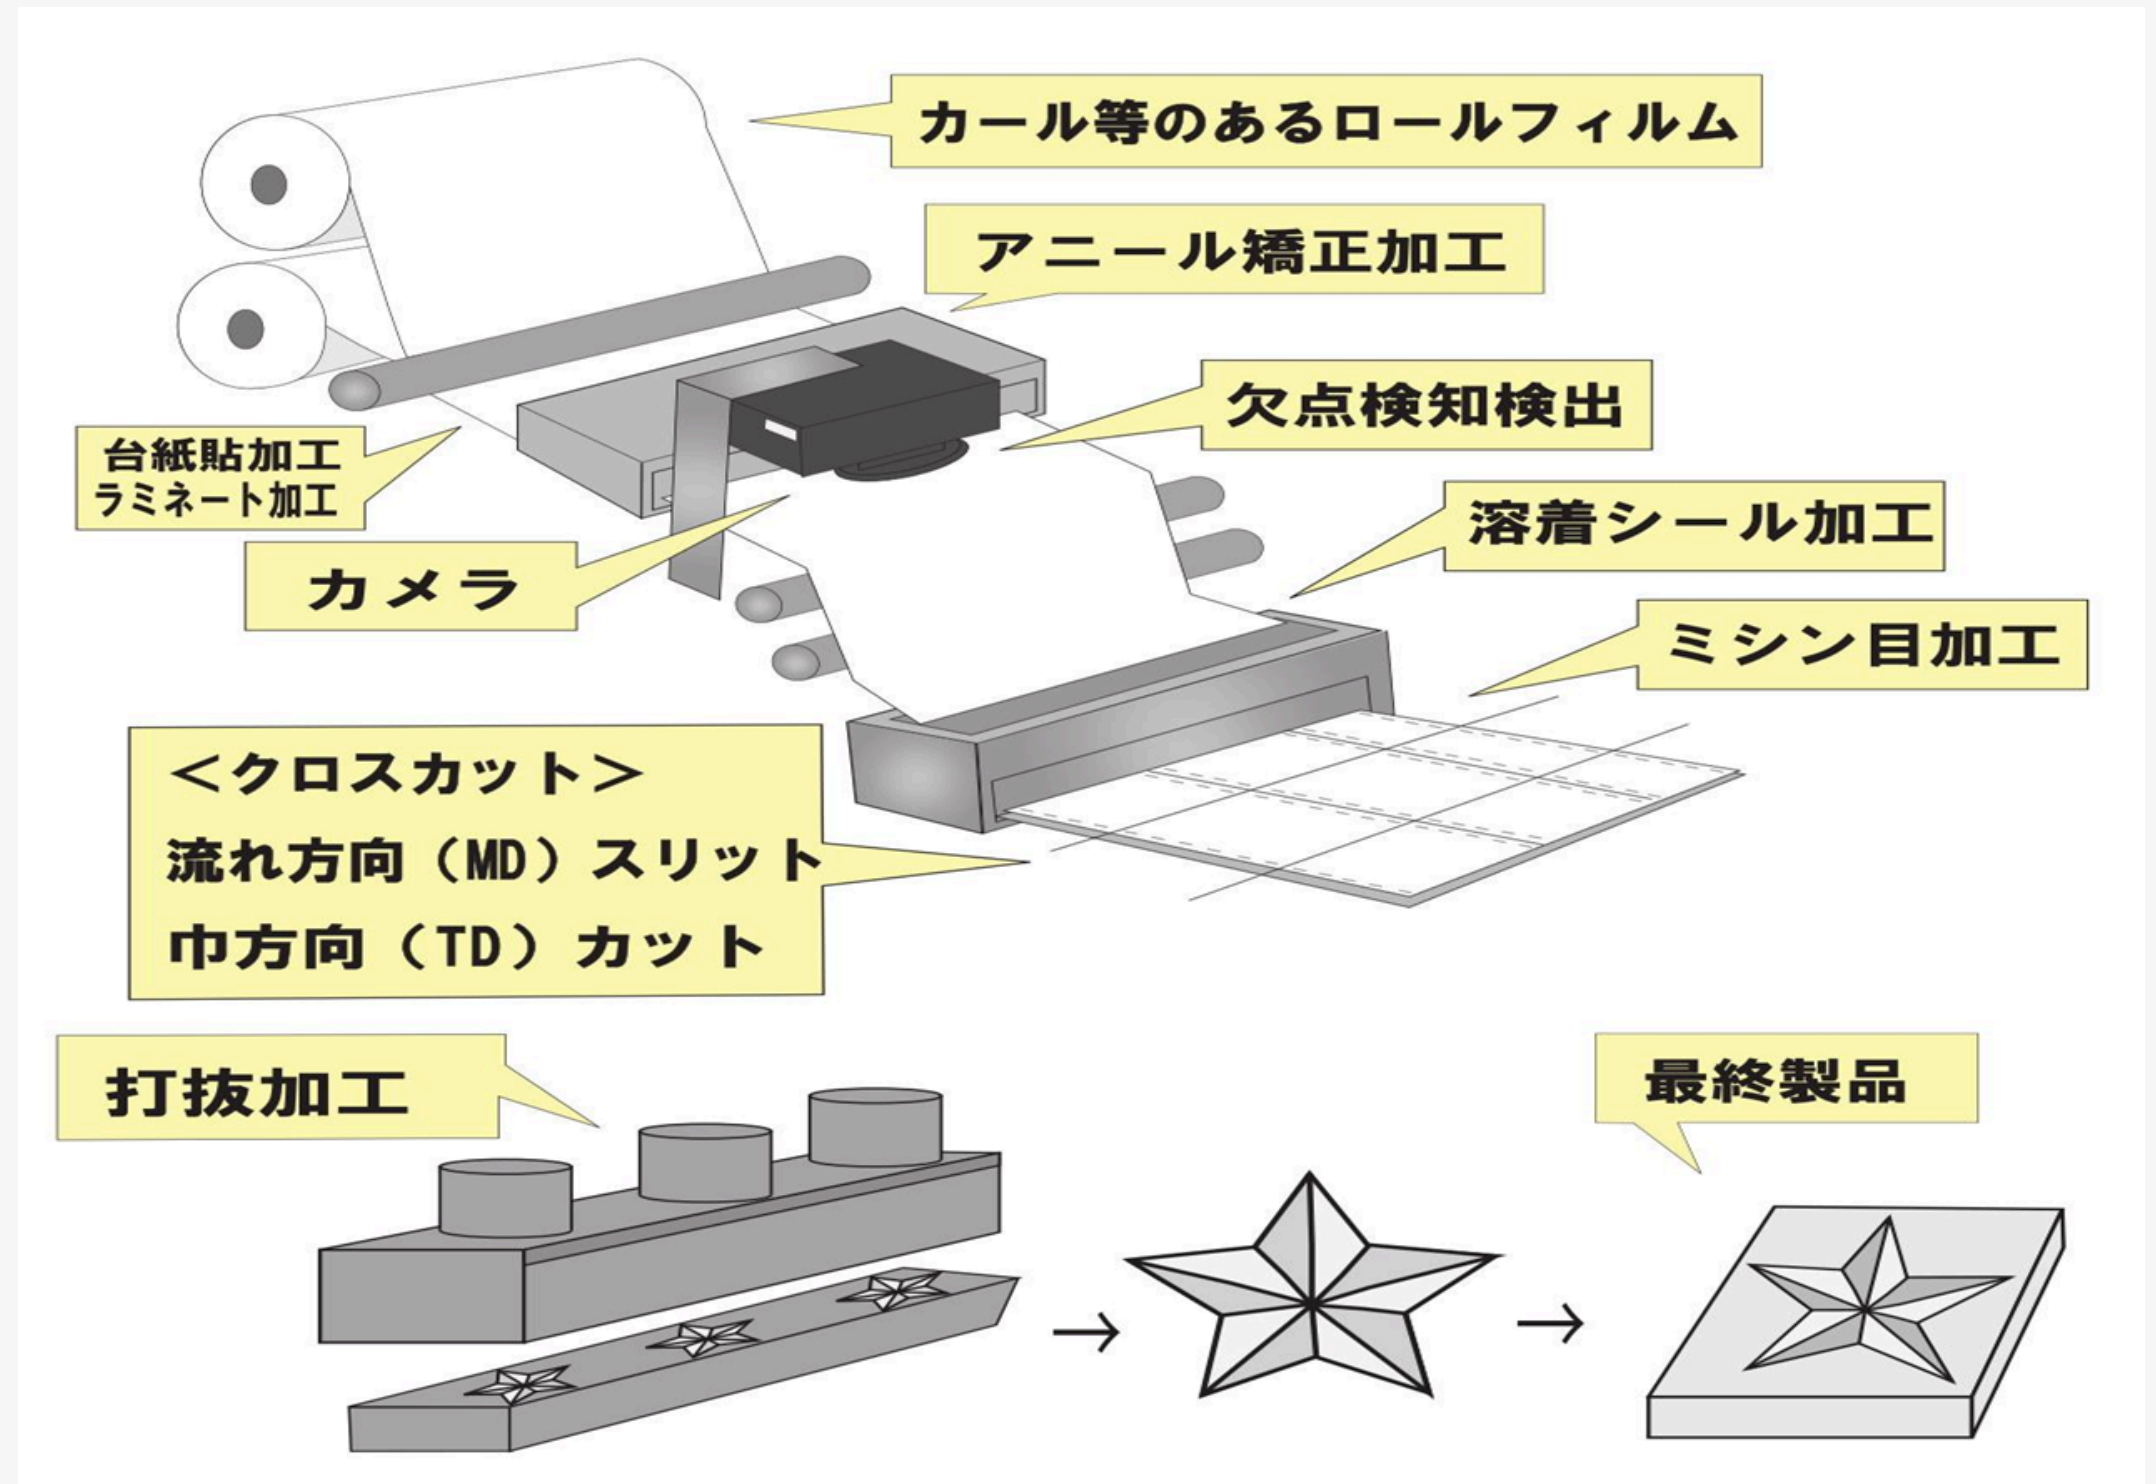 カール等のあるロールフィルム
アニール矯正加工
欠点検知検出
台紙貼加工
ラミネート加工
カメラ
溶着シール加工
ミシン目加工
＜クロスカット＞
流れ方向（MD）スリット
巾方向（TD）カット
打抜加工
最終製品